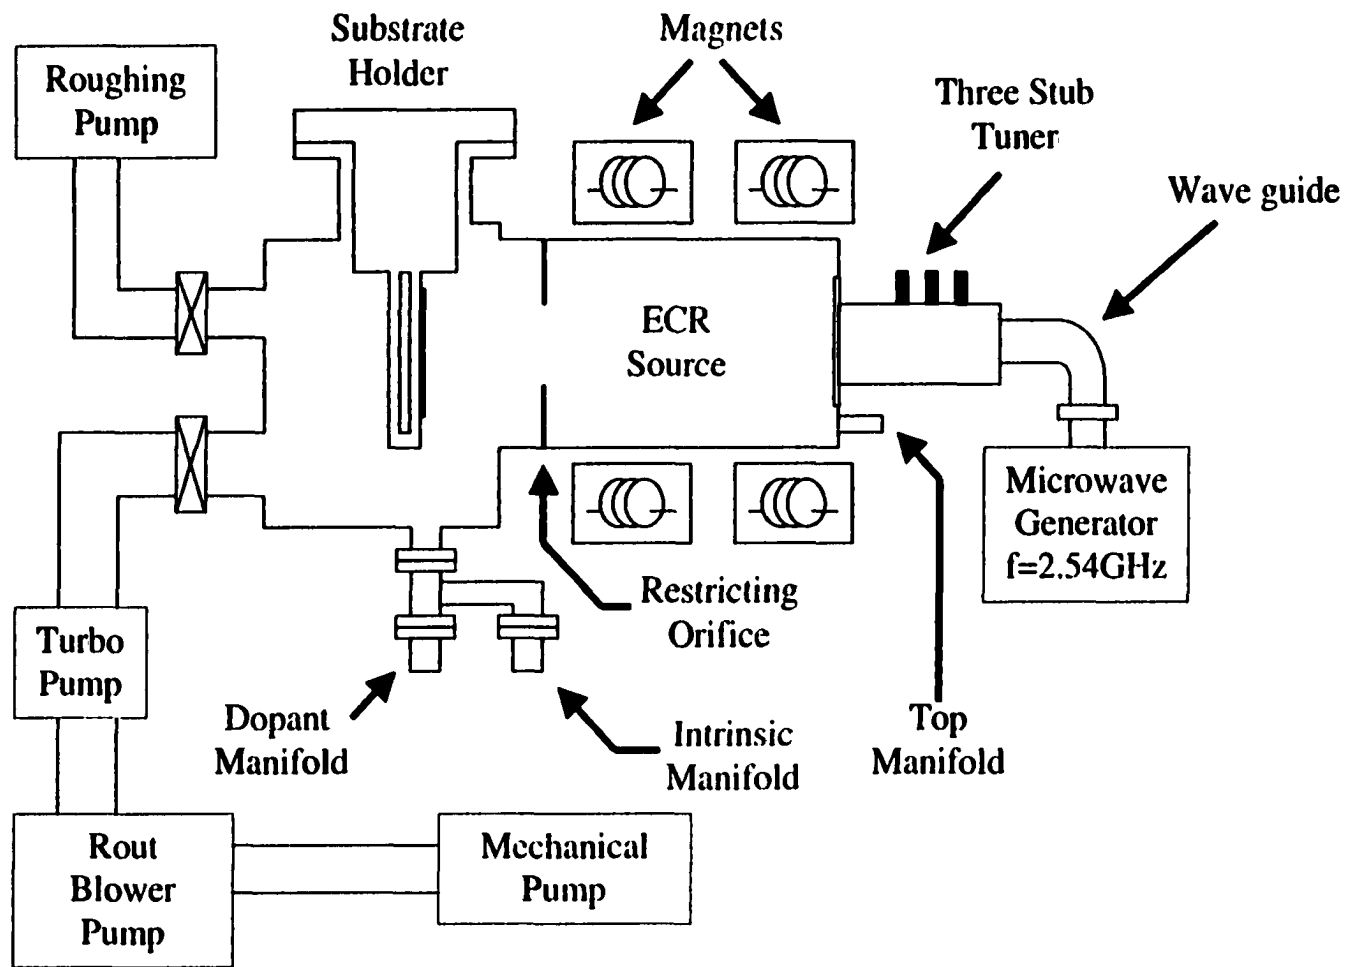 Substrate
Holder
Magnets
Roughing
Pump
Three Stub
Tuner
Wave guide
ECR
Source
Microwave
Generator
f=2.54GHz
Restricting
Orifice
Turbo
Pump
Dopant
Manifold
Intrinsic
Manifold
Top
Manifold
Rout
Blower
Pump
Mechanical
Pump